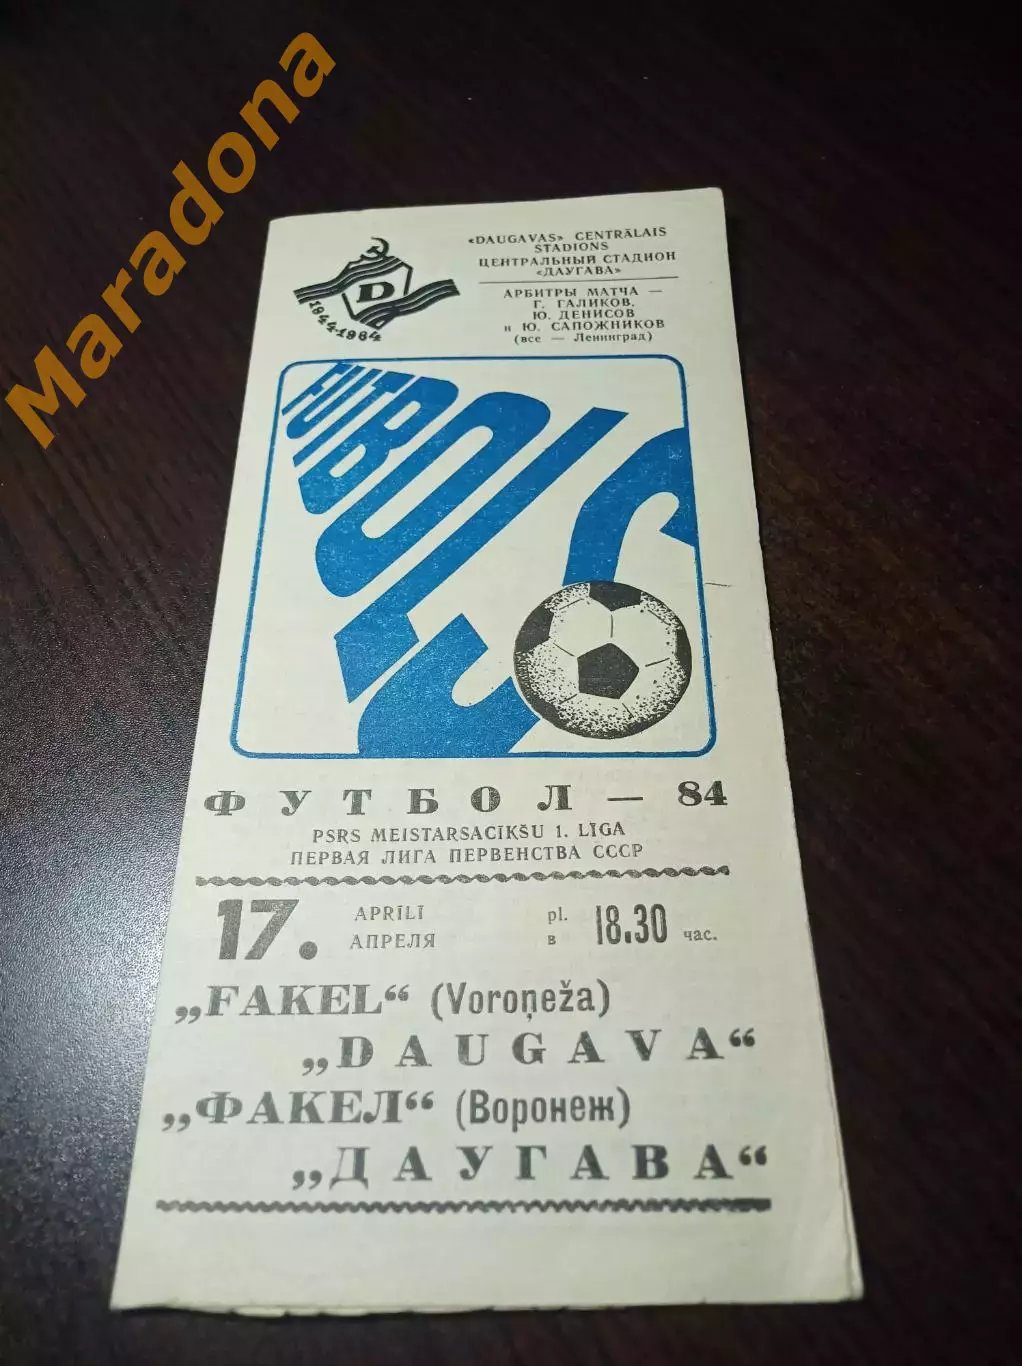 Maradona
«DAUGAVAS» CENTRĀLAIS
STADIONS
ЦЕНТРАЛЬНЫЙ СТАДИОН
«ДАУГАВА»
АРБИТРЫ МАТЧА —
Г. ГАЛИКОВ,
Ю. ДЕНИСОВ
и Ю. САПОЖНИКОВ
(все — Ленинград)
D
1944-1984
FUTBOLS
ФУТБОЛ — 84
PSRS MEISTARSACĪKŠU 1. LĪGA
ПЕРВАЯ ЛИГА ПЕРВЕНСТВА СССР
17. APRĪLĪ pl. 18.30
АПРЕЛЯ в час.
„FAKEL“ (Voroņeža)
„DAUGAVA“
„ФАКЕЛ“ (Воронеж)
„ДАУГАВА“